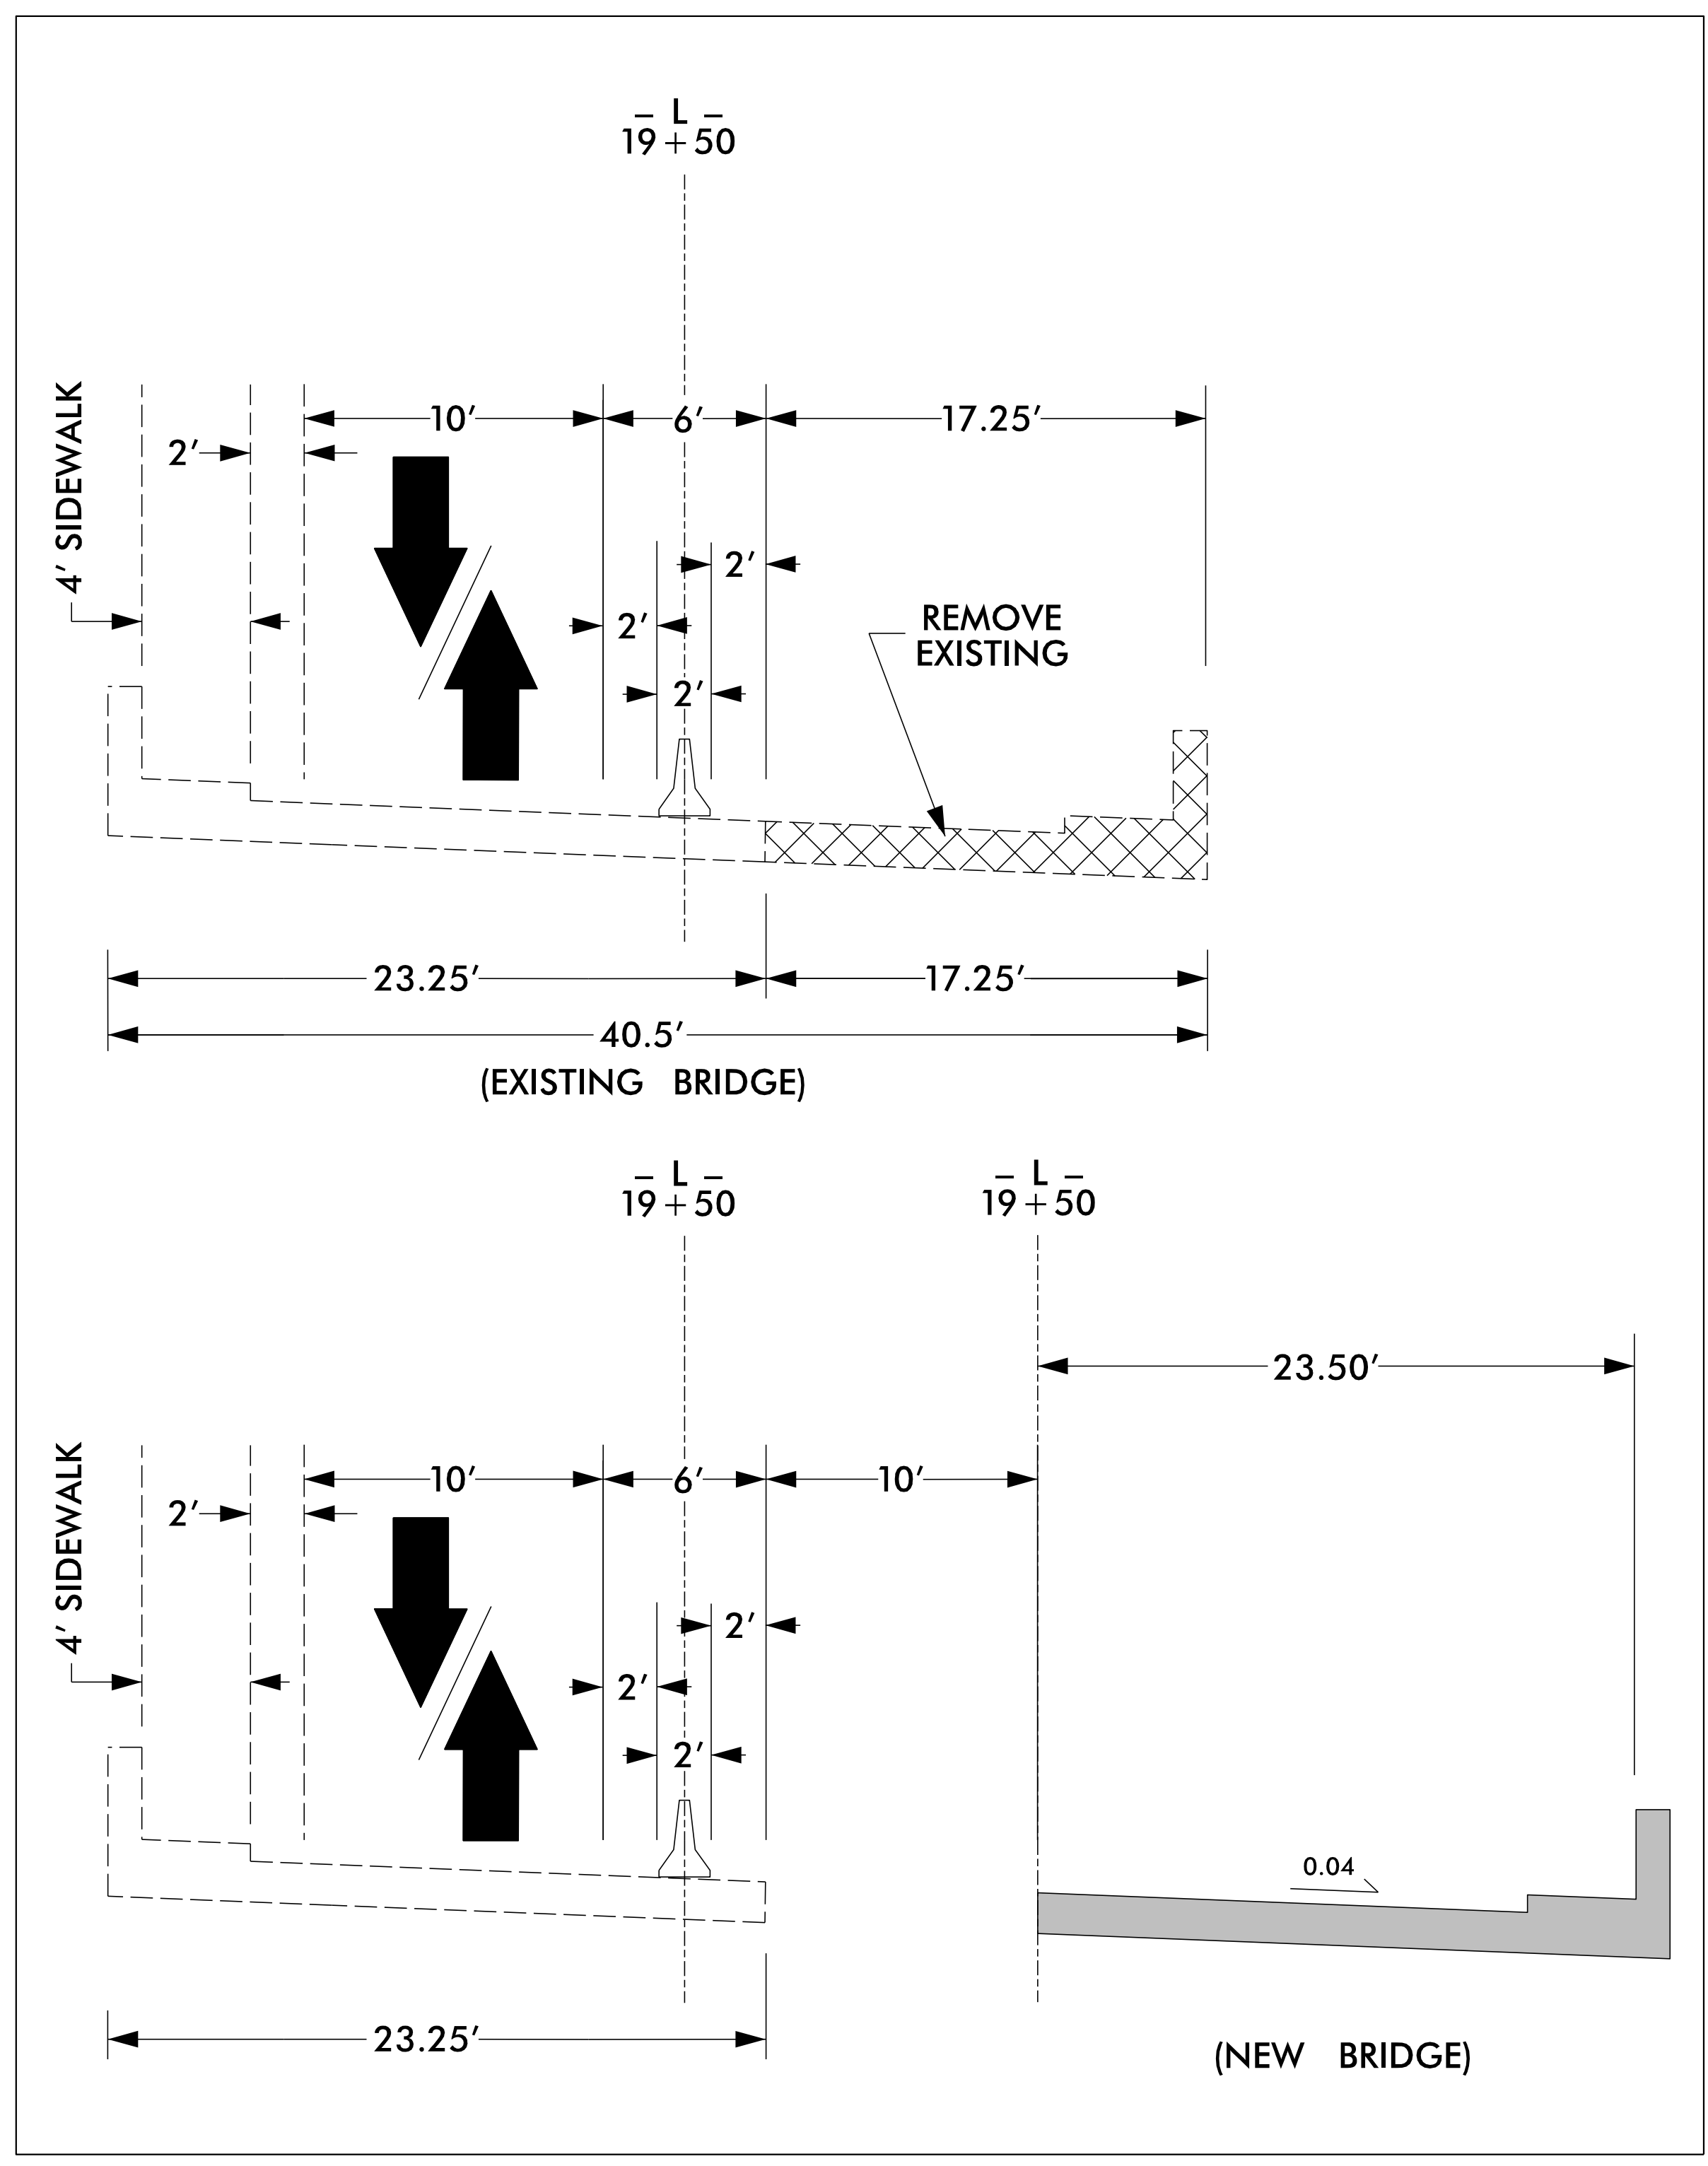 – L –
19+50
4' SIDEWALK
10'
6'
17.25'
2'
2'
2'
2'
REMOVE
EXISTING
23.25'
17.25'
40.5'
(EXISTING BRIDGE)
– L –
19+50
– L –
19+50
23.50'
4' SIDEWALK
10'
6'
10'
2'
2'
2'
2'
0.04
23.25'
(NEW BRIDGE)